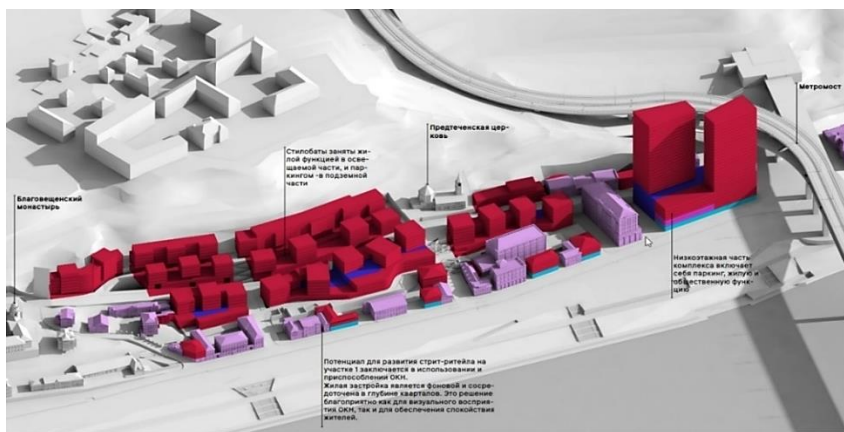 Метромост
Предтеченская цер-
ковь
Стилобаты заняты жи-
лой функцией в осве-
щаемой части, и пар-
кингом -в подземной
части
Благовещенский
монастырь
Низкоэтажная часть
комплекса включает
себя паркинг, жилую и
общественную функ-
цию
Потенциал для развития стрит-ритейла на
участке 1 заключается в использовании и
приспособлении ОКН.
Жилая застройка является фоновой и сосре-
доточена в глубине кварталов. Это решение
благоприятно как для визуального восприя-
тия ОКН, так и для обеспечения спокойствия
жителей.